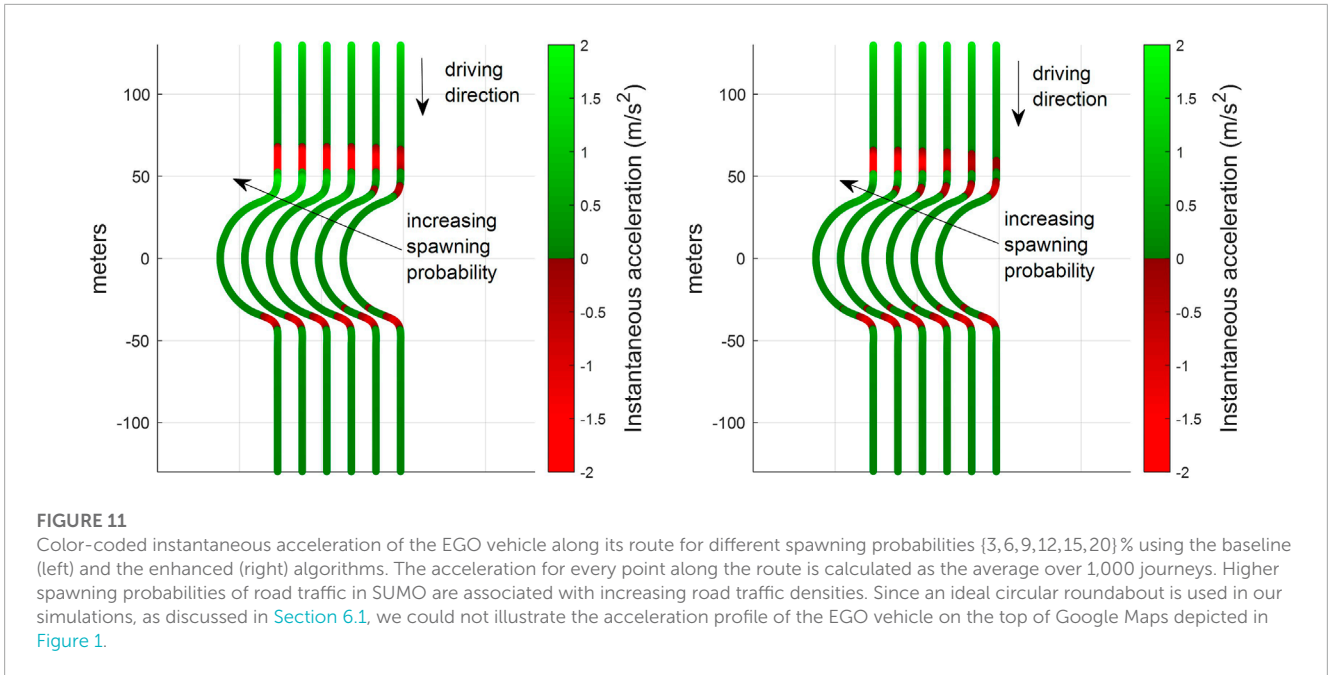 100
50
0
-50
-100
meters
driving
direction
increasing
spawning
probability
2
1.5
1
0.5
0
-0.5
-1
-1.5
-2
Instantaneous acceleration (m/s²)
100
50
0
-50
-100
meters
driving
direction
increasing
spawning
probability
2
1.5
1
0.5
0
-0.5
-1
-1.5
-2
Instantaneous acceleration (m/s²)
FIGURE 11
Color-coded instantaneous acceleration of the EGO vehicle along its route for different spawning probabilities {3,6,9,12,15,20}% using the baseline
(left) and the enhanced (right) algorithms. The acceleration for every point along the route is calculated as the average over 1,000 journeys. Higher
spawning probabilities of road traffic in SUMO are associated with increasing road traffic densities. Since an ideal circular roundabout is used in our
simulations, as discussed in Section 6.1, we could not illustrate the acceleration profile of the EGO vehicle on the top of Google Maps depicted in
Figure 1.